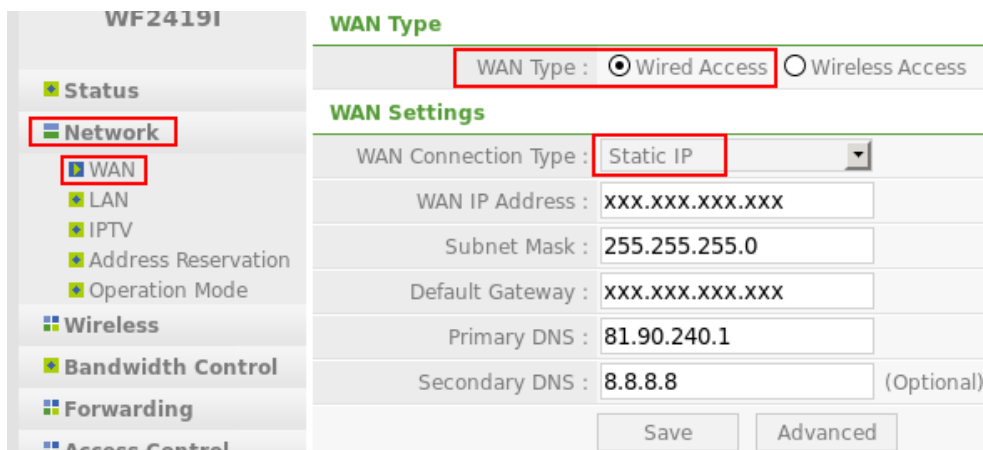 WF2419I
Status
Network
WAN
LAN
IPTV
Address Reservation
Operation Mode
Wireless
Bandwidth Control
Forwarding
Access Control
WAN Type
WAN Type : Wired Access Wireless Access
WAN Settings
WAN Connection Type : Static IP
WAN IP Address : xxx.xxx.xxx.xxx
Subnet Mask : 255.255.255.0
Default Gateway : xxx.xxx.xxx.xxx
Primary DNS : 81.90.240.1
Secondary DNS : 8.8.8.8 (Optional)
Save Advanced